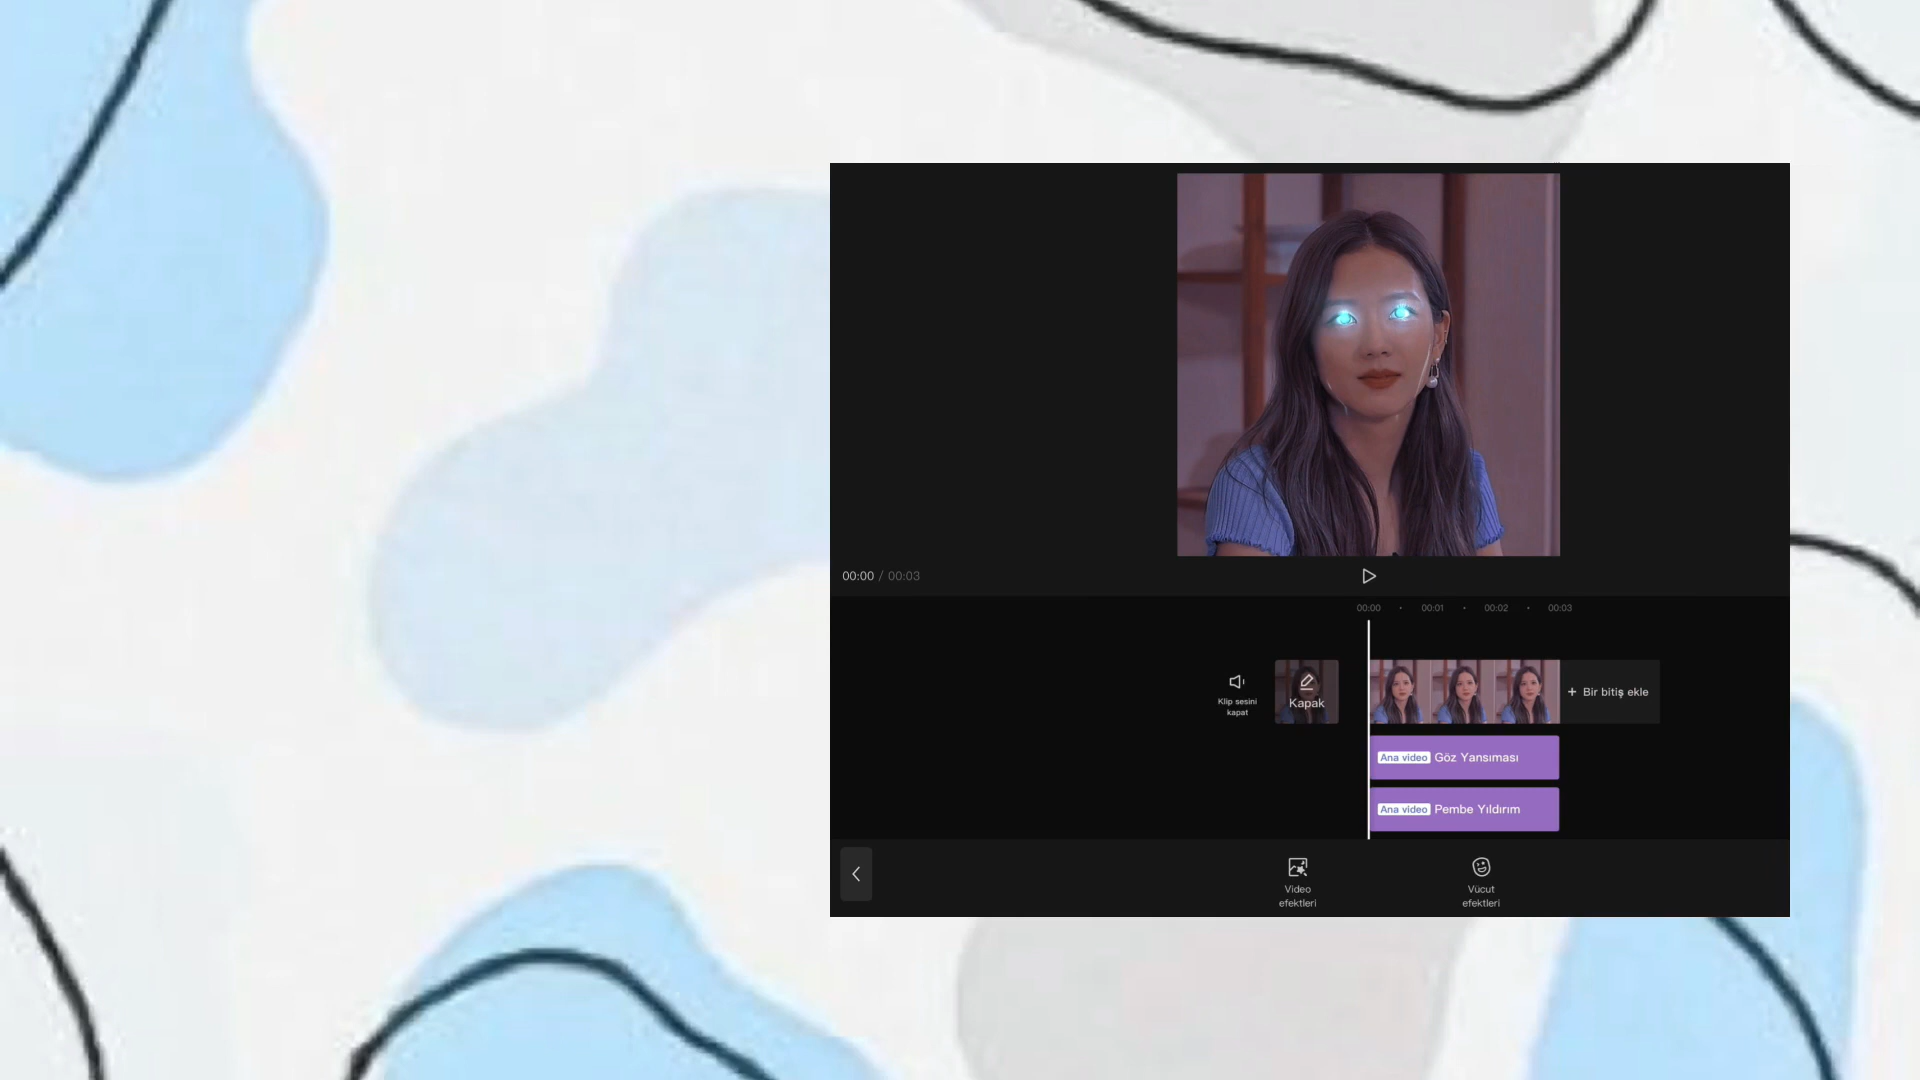 00:00 / 00:03
00:00 00:01 00:02 00:03
Klip sesini
kapat
Kapak
+ Bir bitiş ekle
Ana video Göz Yansıması
Ana video Pembe Yıldırım
Video
efektleri
Vücut
efektleri